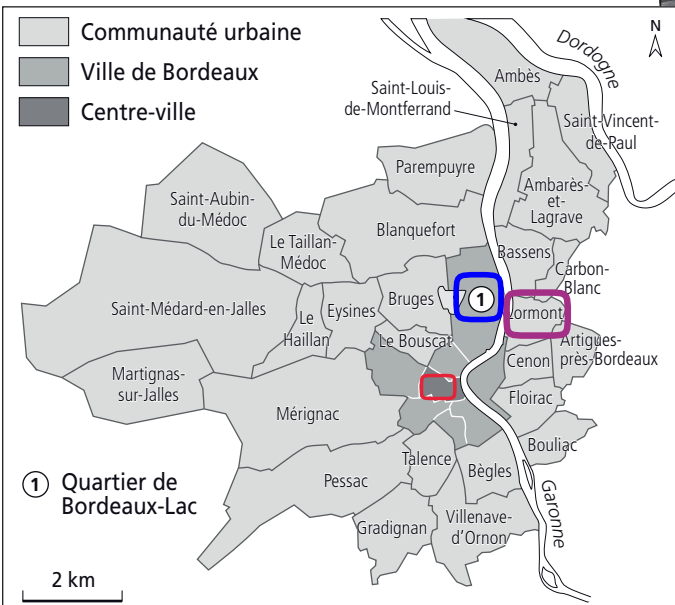 Communauté urbaine
Ville de Bordeaux
Centre-ville
N
Dordogne
Ambès
Saint-Louis-
de-Montferrand
Saint-Vincent-
de-Paul
Parempuyre
Ambarès-
et-
Lagrave
Saint-Aubin-
du-Médoc
Blanquefort
Le Taillan-
Médoc
Bassens
Carbon-
Blanc
Saint-Médard-en-Jalles
Le
Haillan
Eysines
Bruges
1
Lormont
Le Bouscat
Artigues-
près-Bordeaux
Cenon
Martignas-
sur-Jalles
Floirac
Mérignac
Bouliac
Talence
Bègles
1 Quartier de
Bordeaux-Lac
Pessac
Garonne
Gradignan
Villenave-
d'Ornon
2 km